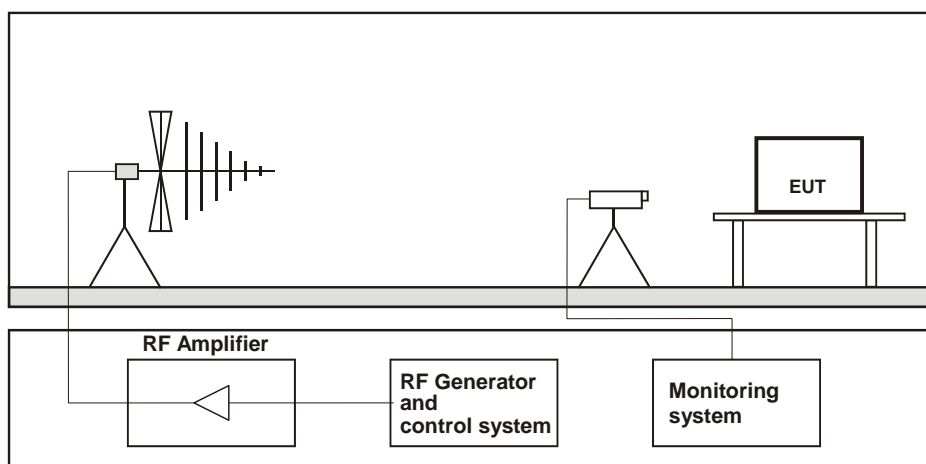 EUT
RF Amplifier
RF Generator
and
control system
Monitoring
system